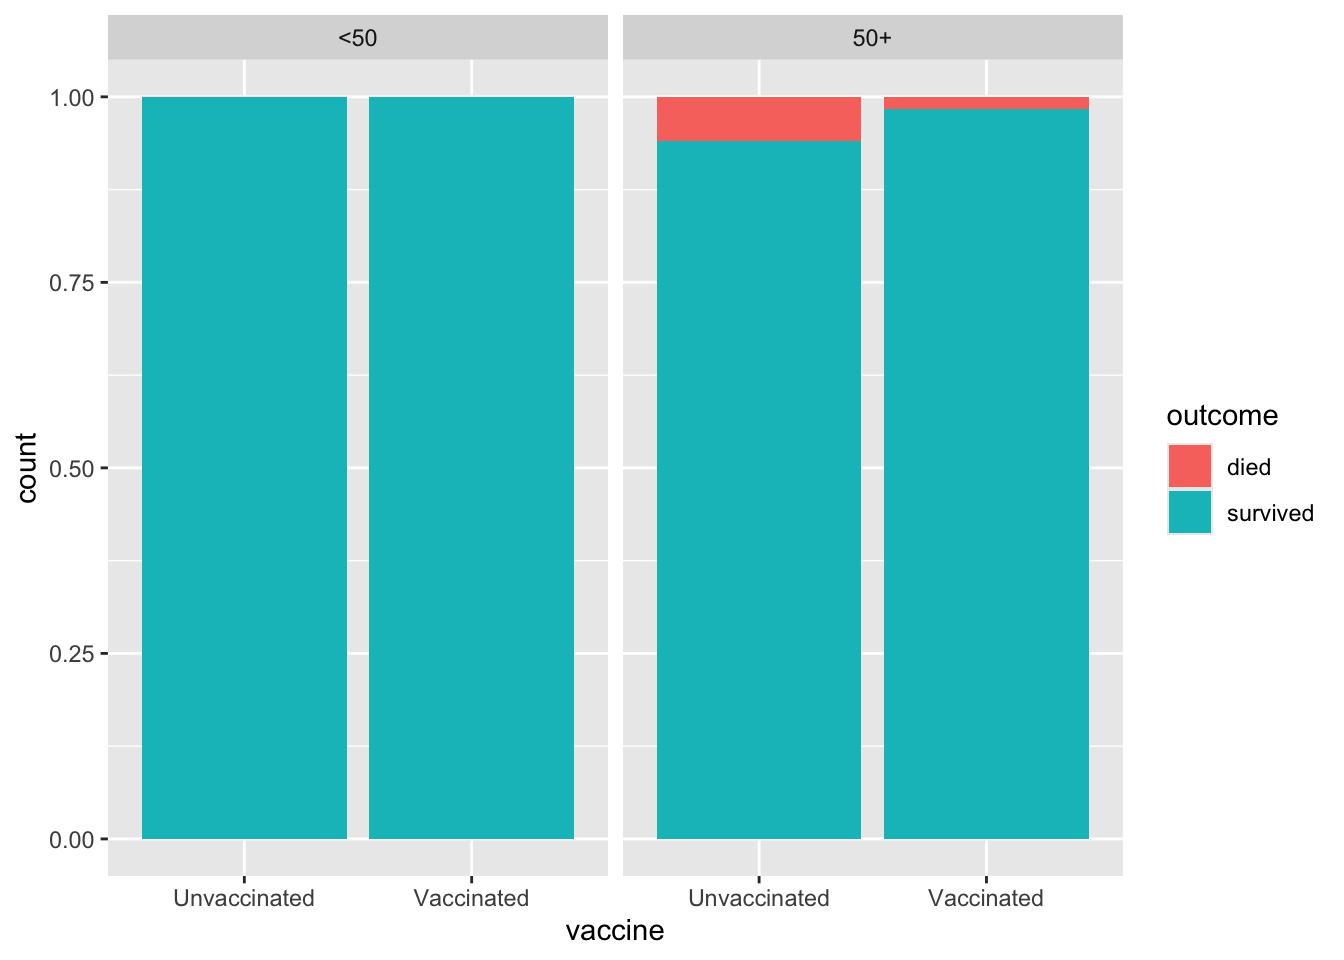 <50
50+
1.00
0.75
0.50
0.25
0.00
count
Unvaccinated
Vaccinated
Unvaccinated
Vaccinated
vaccine
outcome
died
survived